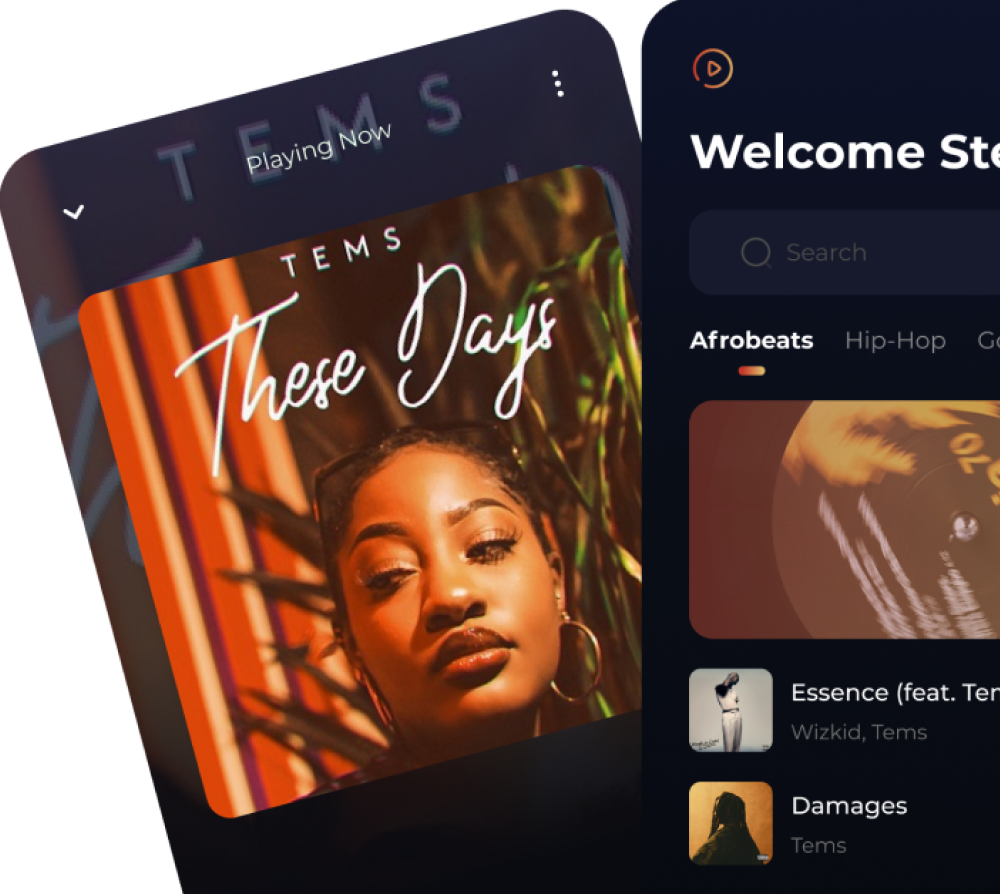 TEMS
Playing Now
TEMS
These Days
Welcome Ste
Search
Afrobeats Hip-Hop Go
Essence (feat. Tem
Wizkid, Tems
Damages
Tems